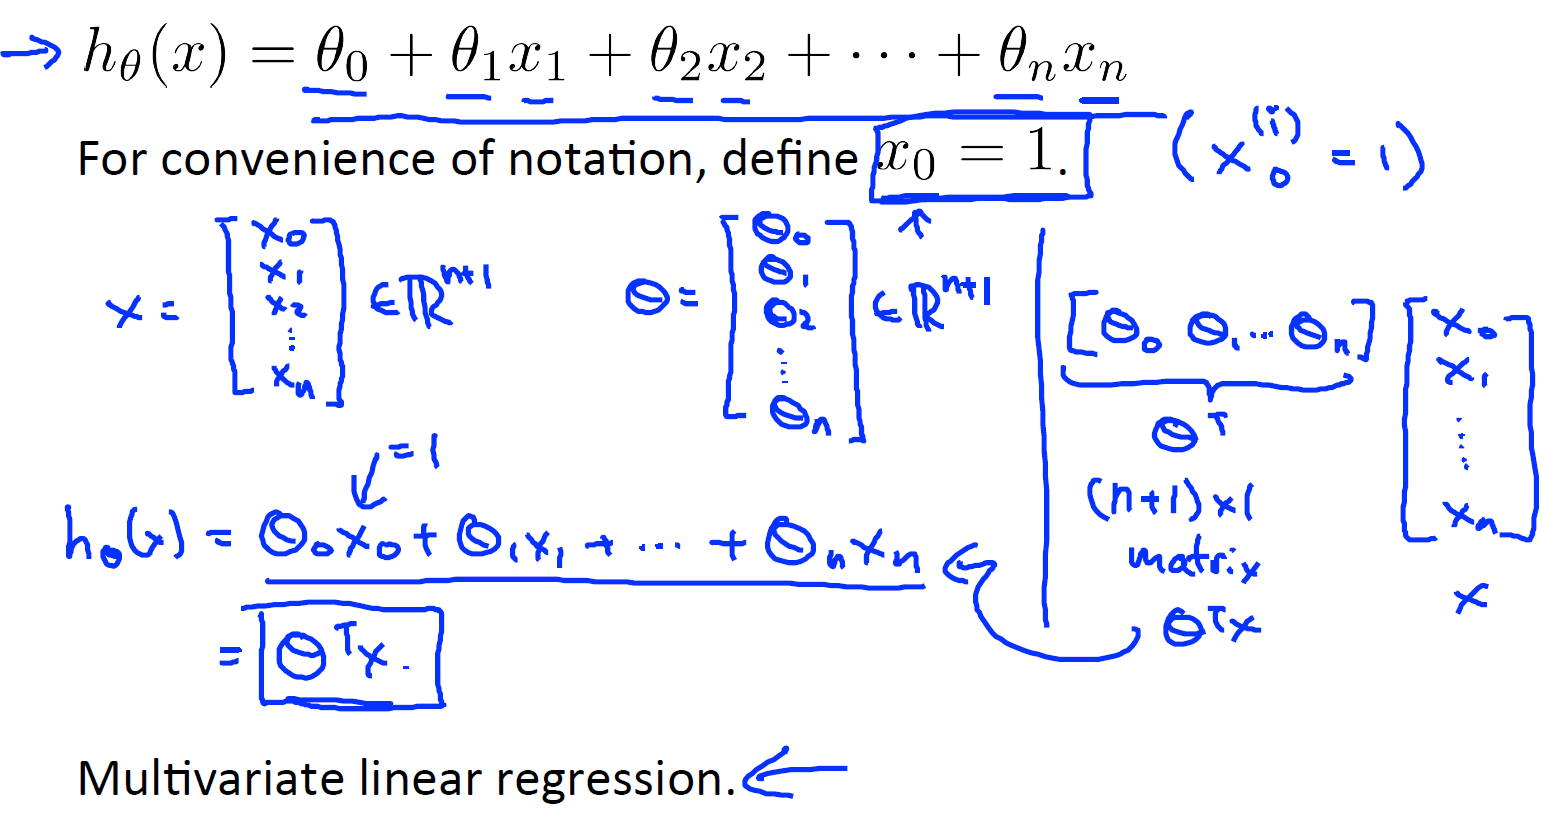 → hθ(x) = θ₀ + θ₁x₁ + θ₂x₂ + ⋯ + θₙxₙ
For convenience of notation, define x₀ = 1. (x₀⁽ⁱ⁾ = 1)
x = [x₀ x₁ x₂ ⋮ xₙ] ∈ ℝⁿ⁺¹ θ = [θ₀ θ₁ θ₂ ⋮ θₙ] ∈ ℝⁿ⁺¹
[θ₀ θ₁ ⋯ θₙ] [x₀ x₁ ⋮ xₙ]
θᵀ
(n+1) × 1
matrix
x
θᵀx
= 1
hθ(x) = θ₀x₀ + θ₁x₁ + ⋯ + θₙxₙ
= θᵀx.
Multivariate linear regression. ←